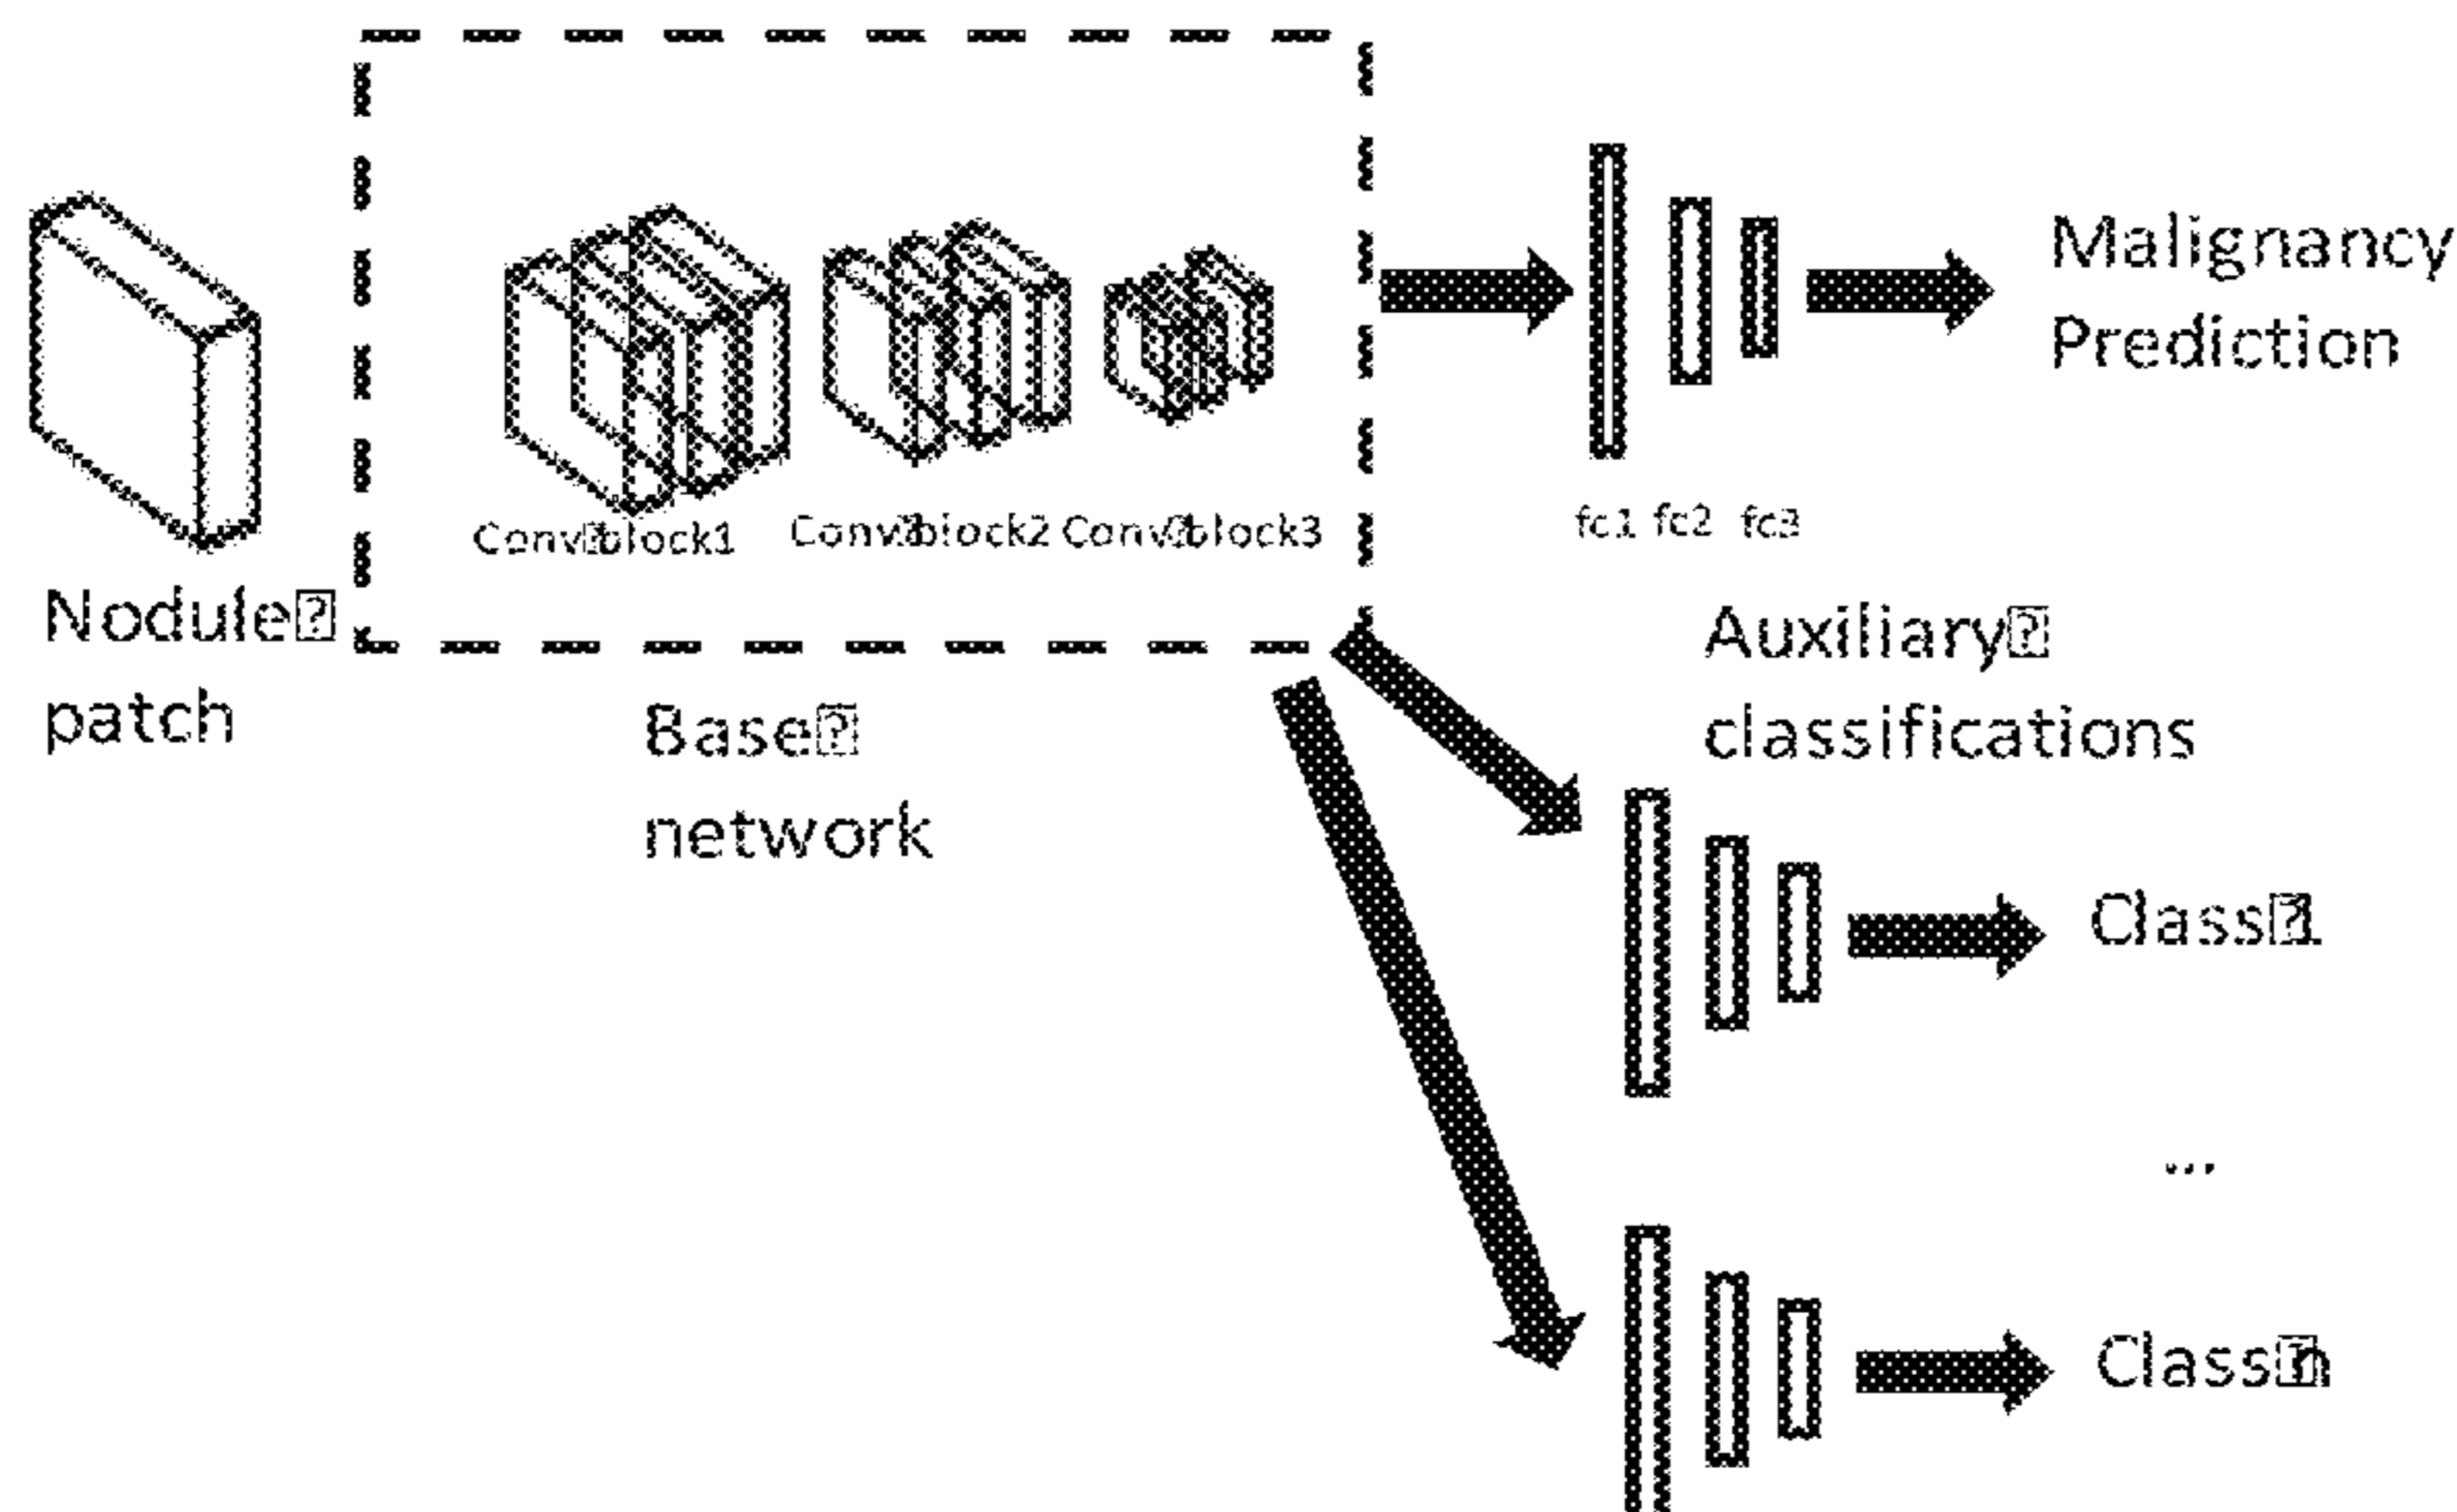 Nodule
patch
Conv block1 Conv block2 Conv block3
Base
network
fc1 fc2 fc3
Malignancy
Prediction
Auxiliary
classifications
Class 1
...
Class n